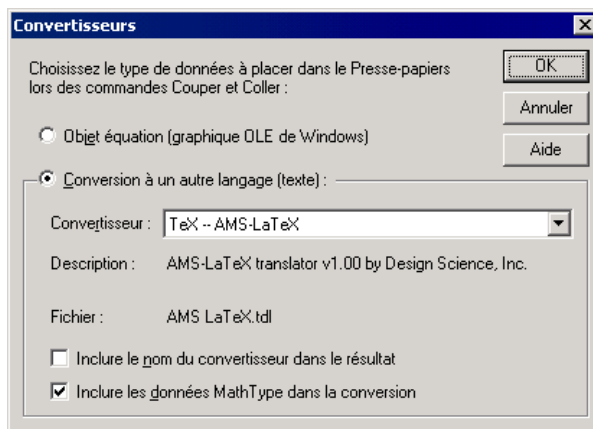 Convertisseurs
Choisissez le type de données à placer dans le Presse-papiers
lors des commandes Couper et Coller :
OK
Annuler
Aide
Objet équation (graphique OLE de Windows)
Conversion à un autre langage (texte) :
Convertisseur : TeX -- AMS-LaTeX
Description : AMS-LaTeX translator v1.00 by Design Science, Inc.
Fichier : AMS LaTeX.tdl
Inclure le nom du convertisseur dans le résultat
Inclure les données MathType dans la conversion